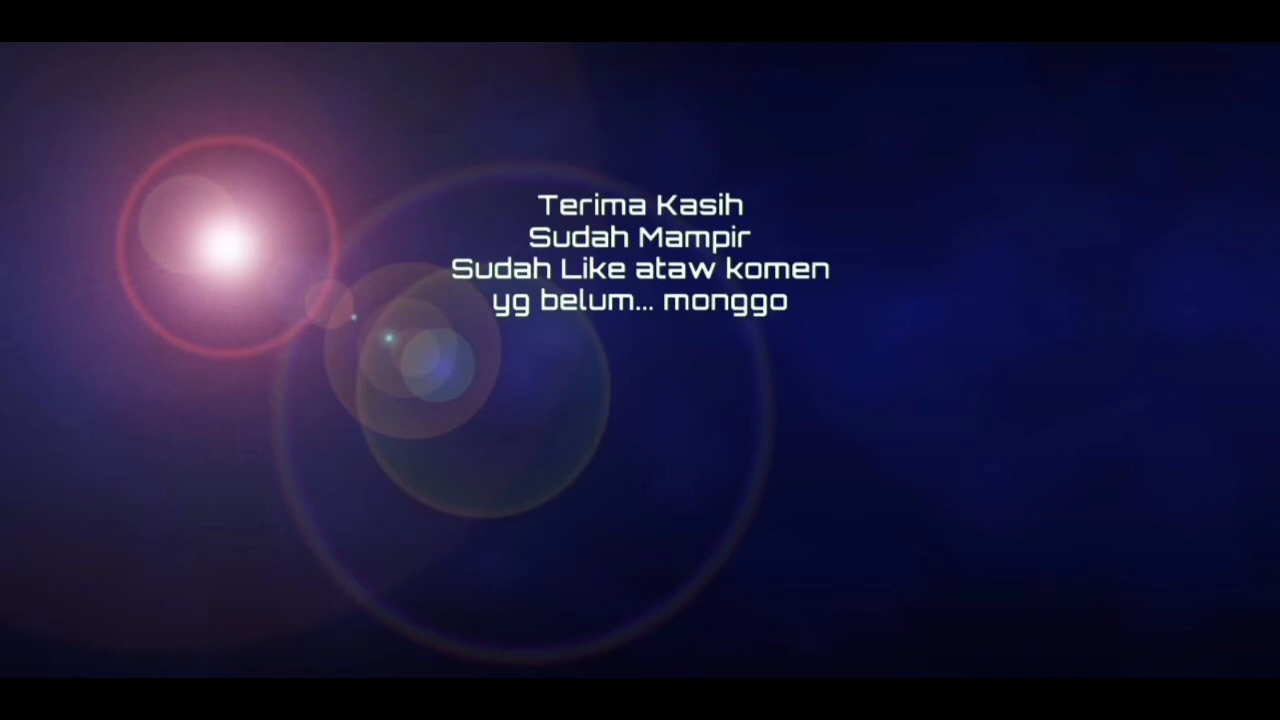 Terima Kasih
Sudah Mampir
Sudah Like ataw komen
yg belum... monggo